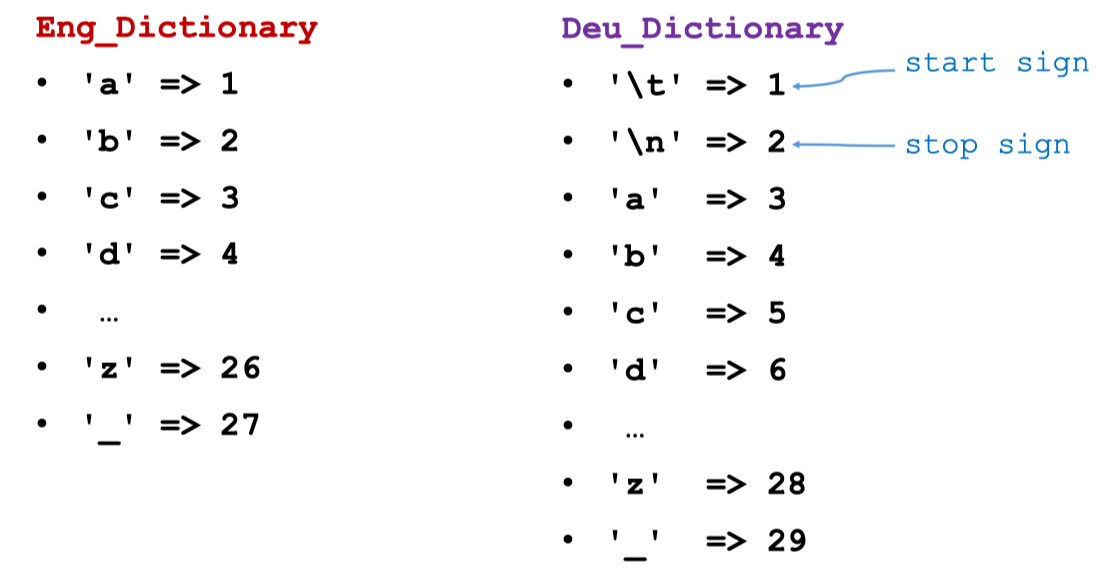 Eng_Dictionary
• 'a' => 1
• 'b' => 2
• 'c' => 3
• 'd' => 4
• …
• 'z' => 26
• '_' => 27
Deu_Dictionary
• '\t' => 1 start sign
• '\n' => 2 stop sign
• 'a' => 3
• 'b' => 4
• 'c' => 5
• 'd' => 6
• …
• 'z' => 28
• '_' => 29